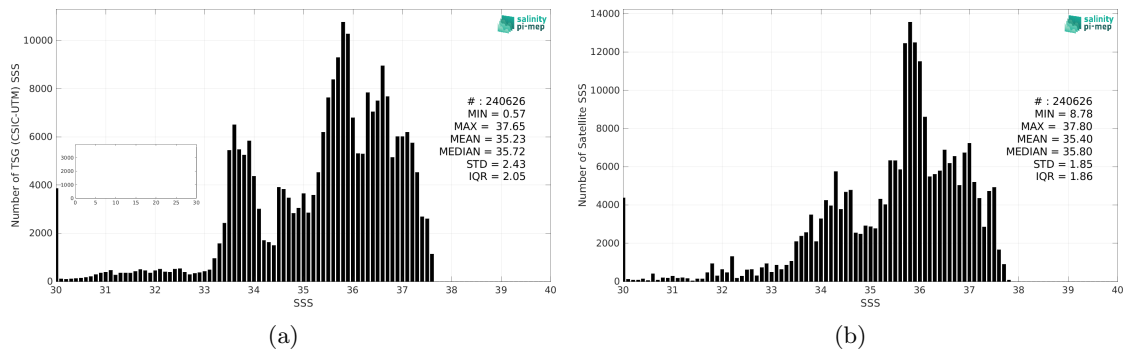 salinity
pi-mep
Number of TSG (CSIC-UTM) SSS
10000
8000
6000
4000
2000
0
# : 240626
MIN = 0.57
MAX = 37.65
MEAN = 35.23
MEDIAN = 35.72
STD = 2.43
IQR = 2.05
3000
2000
1000
0
0 5 10 15 20 25 30
30 31 32 33 34 35 36 37 38 39 40
SSS
(a)
salinity
pi-mep
Number of Satellite SSS
14000
12000
10000
8000
6000
4000
2000
0
# : 240626
MIN = 8.78
MAX = 37.80
MEAN = 35.40
MEDIAN = 35.80
STD = 1.85
IQR = 1.86
30 31 32 33 34 35 36 37 38 39 40
SSS
(b)